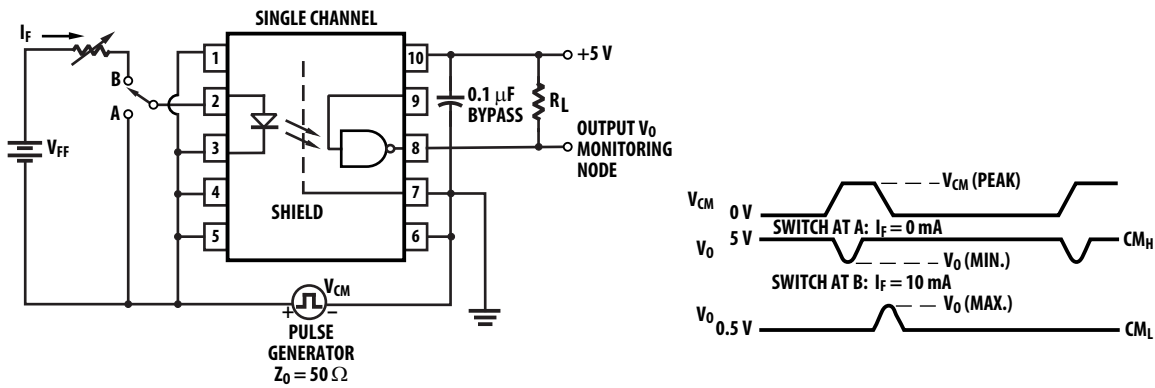 SINGLE CHANNEL
I_F
B
A
V_FF
1
2
3
4
5
10
9
8
7
6
SHIELD
+5 V
0.1 µF
BYPASS
R_L
OUTPUT V_O
MONITORING
NODE
V_CM
+ −
PULSE
GENERATOR
Z_O = 50 Ω
V_CM (PEAK)
V_CM 0 V
SWITCH AT A: I_F = 0 mA
V_O 5 V
CM_H
V_O (MIN.)
SWITCH AT B: I_F = 10 mA
V_O (MAX.)
V_O 0.5 V
CM_L